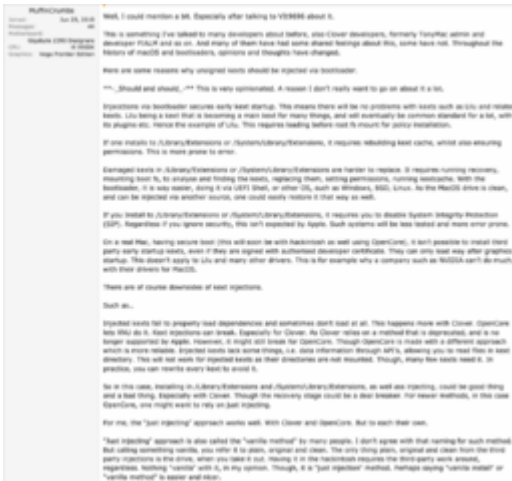 MuffinCrumbs
Well, I could mention a bit. Especially after talking to about it.
This is something I've talked to many developers about before, also Clover developers, formerly TonyMac admin and
developer and so on. And many of them have had some shared feelings about this, some have not. Throughout the
history of macOS and bootloaders, opinions and thoughts have changed.
Here are some reasons why unsigned kexts should be injected via bootloader.
Should and should, This is very opinionated. A reason I don't really want to go on about it a lot.
Injections via bootloader secures early kext startup. This means there will be no problems with kexts such as Lilu and related
kexts. Lilu being a kext that is becoming a main tool for many things, and will eventually be common standard for a lot, with
its plugins etc. hence the example of Lilu. This requires loading before root fs mount for policy installation.
If one installs to /Library/Extensions or /System/Library/Extensions, it requires rebuilding kext cache, whilst also ensuring
permissions. This is more prone to error.
Damaged kexts in /Library/Extensions or /System/Library/Extensions are harder to replace. It requires running recovery,
mounting boot fs, to analyse and finding the kexts, replacing them, setting permissions, running kextcache. With the
bootloader, it is way easier, doing it via UEFI Shell, or other OS, such as Windows, BSD, Linux. As the MacOS drive is clean,
and can be injected via another source, one could easily restore it that way as well.
If you install to /Library/Extensions or /System/Library/Extensions, it requires you to disable System Integrity Protection
(SIP). Regardless if you ignore security, this isn't expected by Apple. Such systems will be less tested and more error prone.
On a real Mac, having secure boot (this will soon be with hackintosh as well using OpenCore), it isn't possible to install third
party early startup kexts, even if they are signed with authorised developer certificate. They can only load way after graphics
startup. This doesn't apply to Lilu and many other drivers. This is for example why a company such as NVIDIA can't do much
with their drivers for MacOS.
There are of course downsides of kext injections.
Such as..
Injected kexts fail to properly load dependencies and sometimes don't load at all. This happens more with Clover. OpenCore
lets XNU do it. Kext injections can break. Especially for Clover. As Clover relies on a method that is deprecated, and is no
longer supported by Apple. However, it might still break for OpenCore. Though OpenCore is made with a different approach
which is more reliable. Injected kexts lack some things, i.e. data information through API's, allowing you to read files in kext
directory. This will not work for injected kexts as their directories are not mounted. Though, many few kexts need it. In
practice, you can rewrite every kext to avoid it.
So in this case, installing in /Library/Extensions and /System/Library/Extensions, as well as injecting, could be good thing
and a bad thing. Especially with Clover. Though the recovery stage could be a deal breaker. For newer methods, in this case
OpenCore, one might want to rely on just injecting.
For me, the "just injecting" approach works well. With Clover and OpenCore. But to each their own.
"Just injecting" approach is also called the "vanilla method" by many people. I don't agree with that naming for such method.
But calling something vanilla, you refer it to plain, original and clean. The only thing plain, original and clean from the third
party injections is the drive, when you take it out. Having it in the hackintosh requires the third-party work around,
regardless. Nothing "vanilla" with it, in my opinion. Though, it is "just injection" method. Perhaps saying "vanilla install" or
"vanilla method" is easier and nicer.